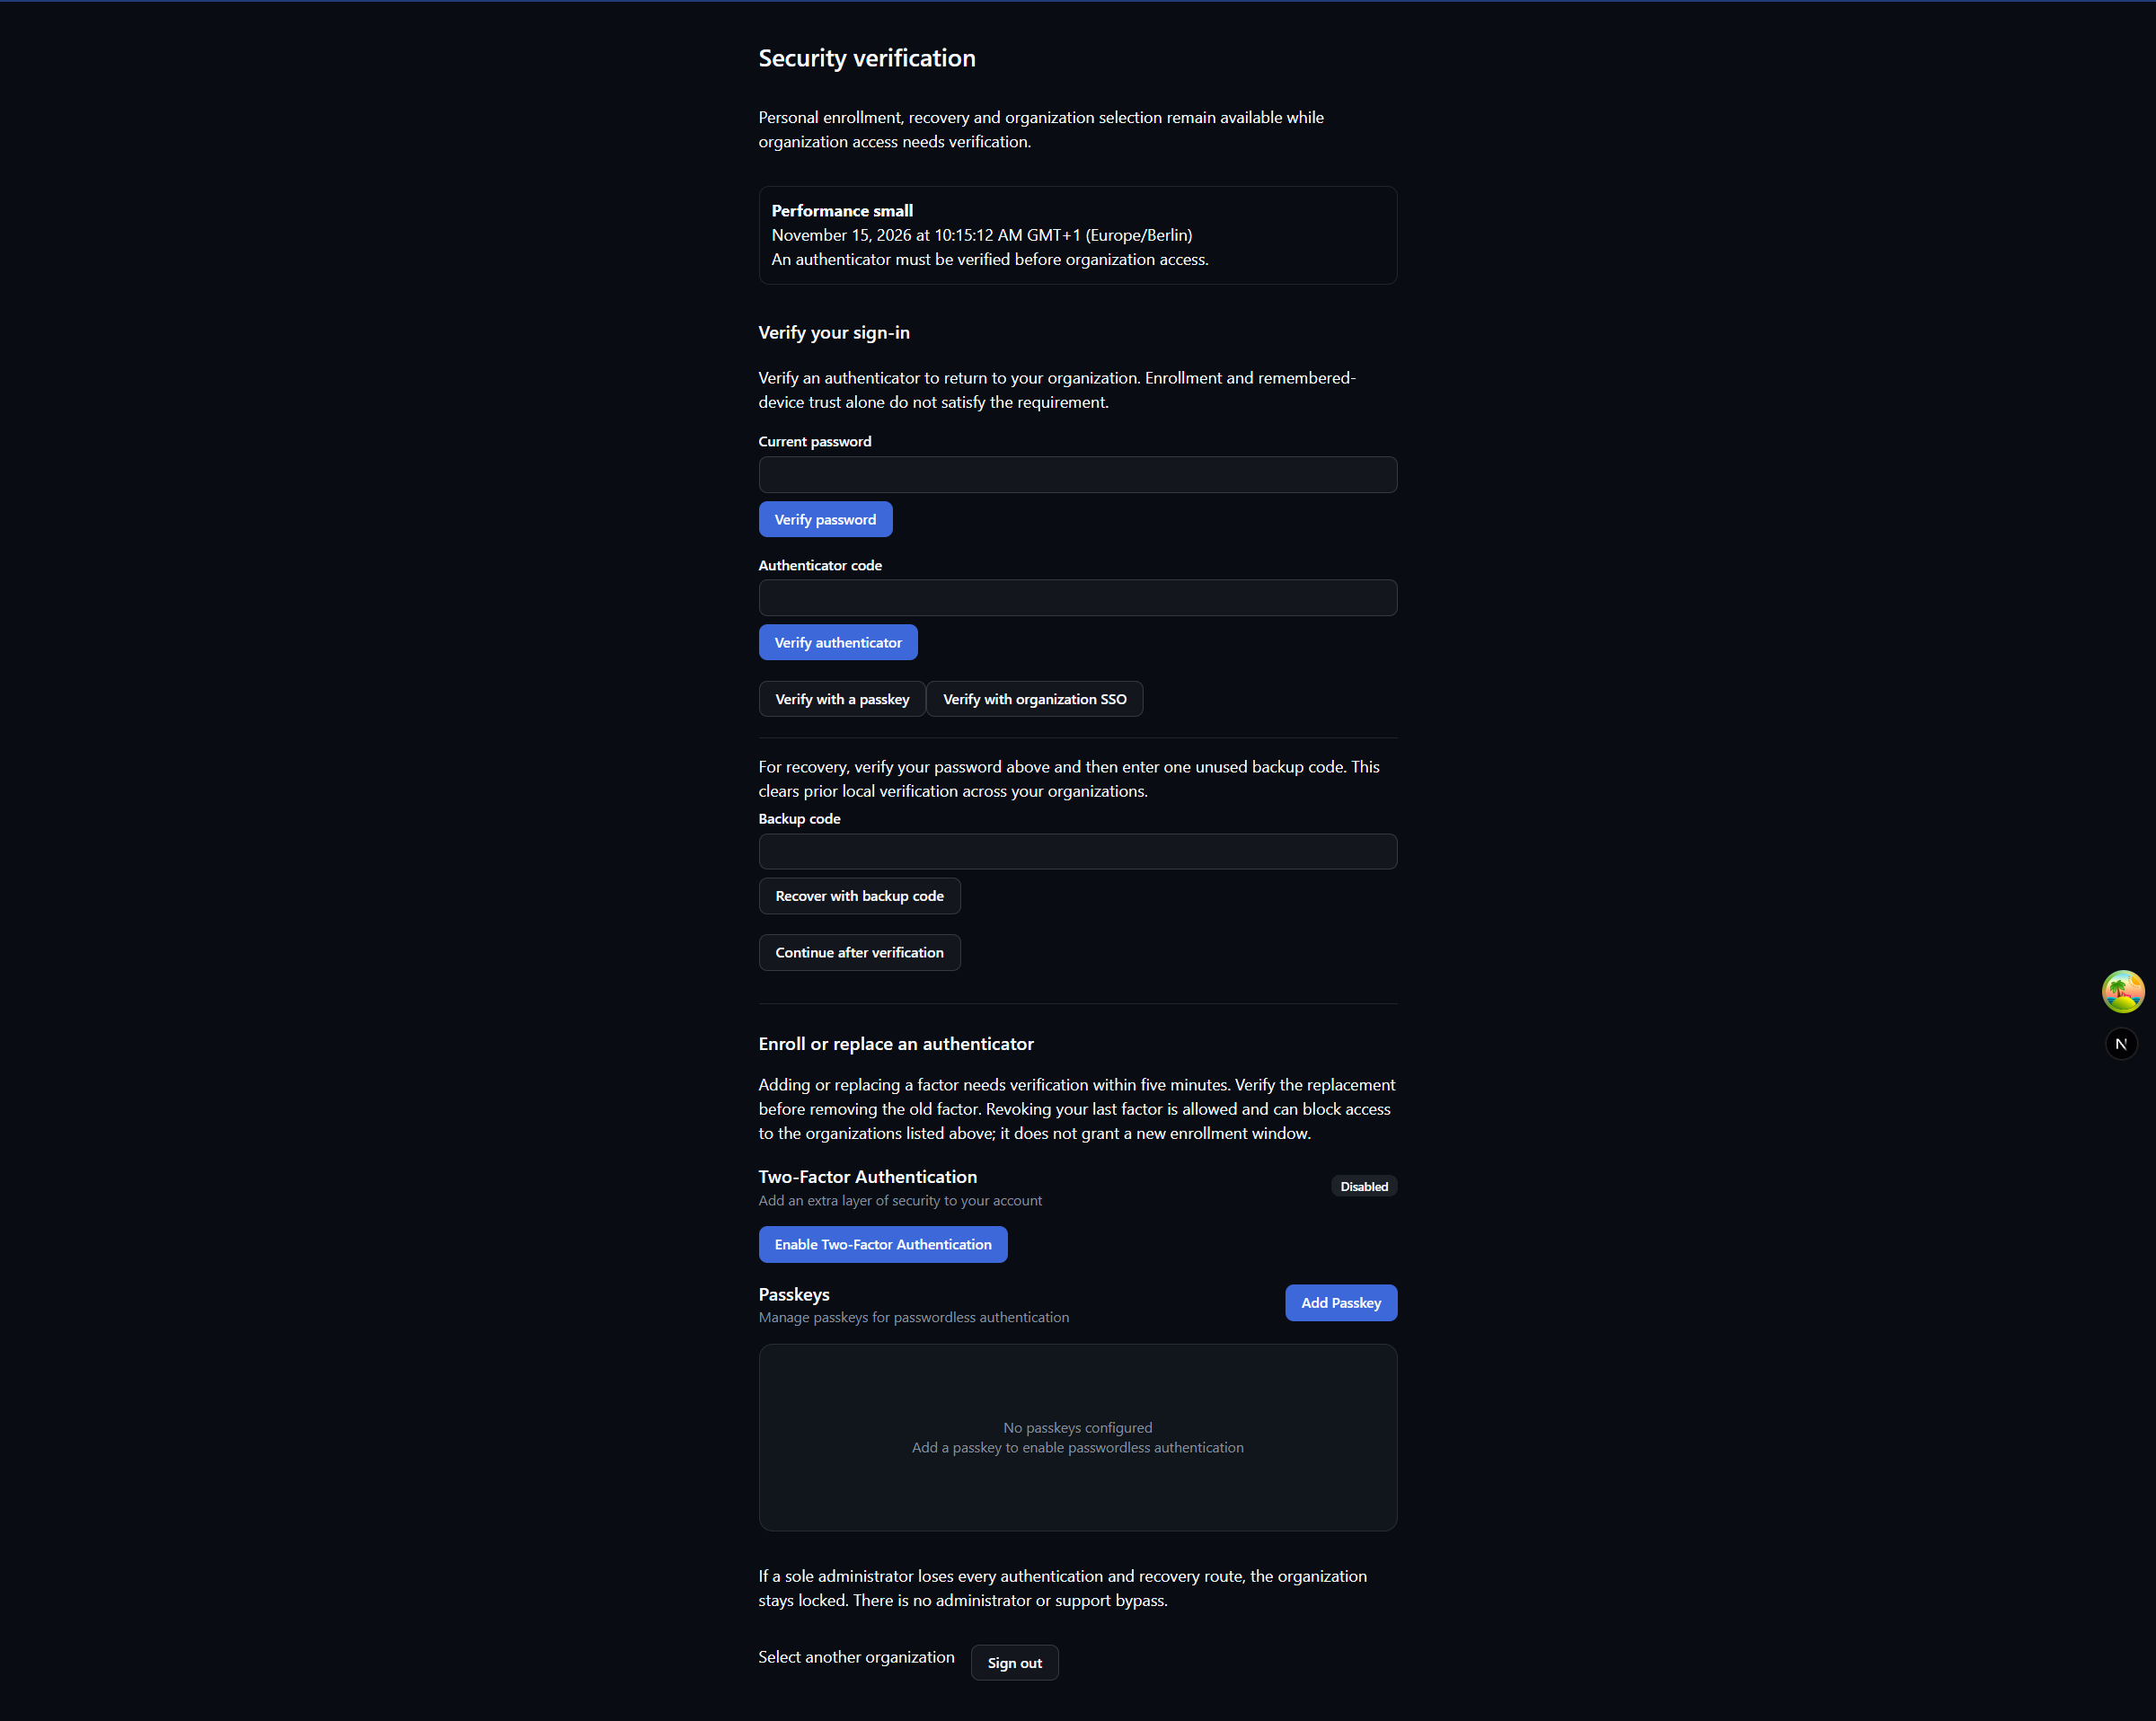 Security verification
Personal enrollment, recovery and organization selection remain available while
organization access needs verification.
Performance small
November 15, 2026 at 10:15:12 AM GMT+1 (Europe/Berlin)
An authenticator must be verified before organization access.
Verify your sign-in
Verify an authenticator to return to your organization. Enrollment and remembered-
device trust alone do not satisfy the requirement.
Current password
Verify password
Authenticator code
Verify authenticator
Verify with a passkey
Verify with organization SSO
For recovery, verify your password above and then enter one unused backup code. This
clears prior local verification across your organizations.
Backup code
Recover with backup code
Continue after verification
Enroll or replace an authenticator
Adding or replacing a factor needs verification within five minutes. Verify the replacement
before removing the old factor. Revoking your last factor is allowed and can block access
to the organizations listed above; it does not grant a new enrollment window.
Two-Factor Authentication
Disabled
Add an extra layer of security to your account
Enable Two-Factor Authentication
Passkeys
Add Passkey
Manage passkeys for passwordless authentication
No passkeys configured
Add a passkey to enable passwordless authentication
If a sole administrator loses every authentication and recovery route, the organization
stays locked. There is no administrator or support bypass.
Select another organization
Sign out
N